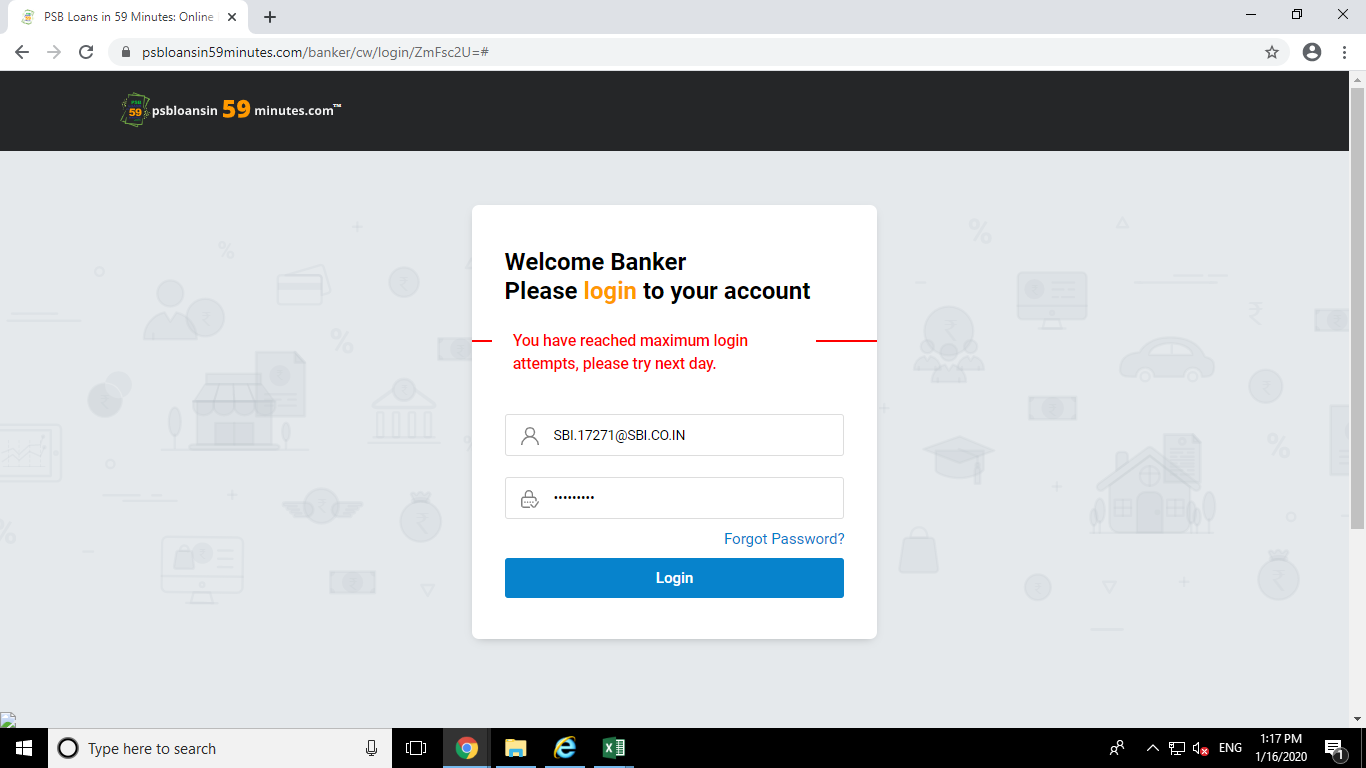 PSB Loans in 59 Minutes: Online
psbloansin59minutes.com/banker/cw/login/ZmFsc2U=#
PSB
59
psbloansin 59 minutes.com™
Welcome Banker
Please login to your account
You have reached maximum login
attempts, please try next day.
SBI.17271@SBI.CO.IN
•••••••••
Forgot Password?
Login
Type here to search
ENG
1:17 PM
1/16/2020
1